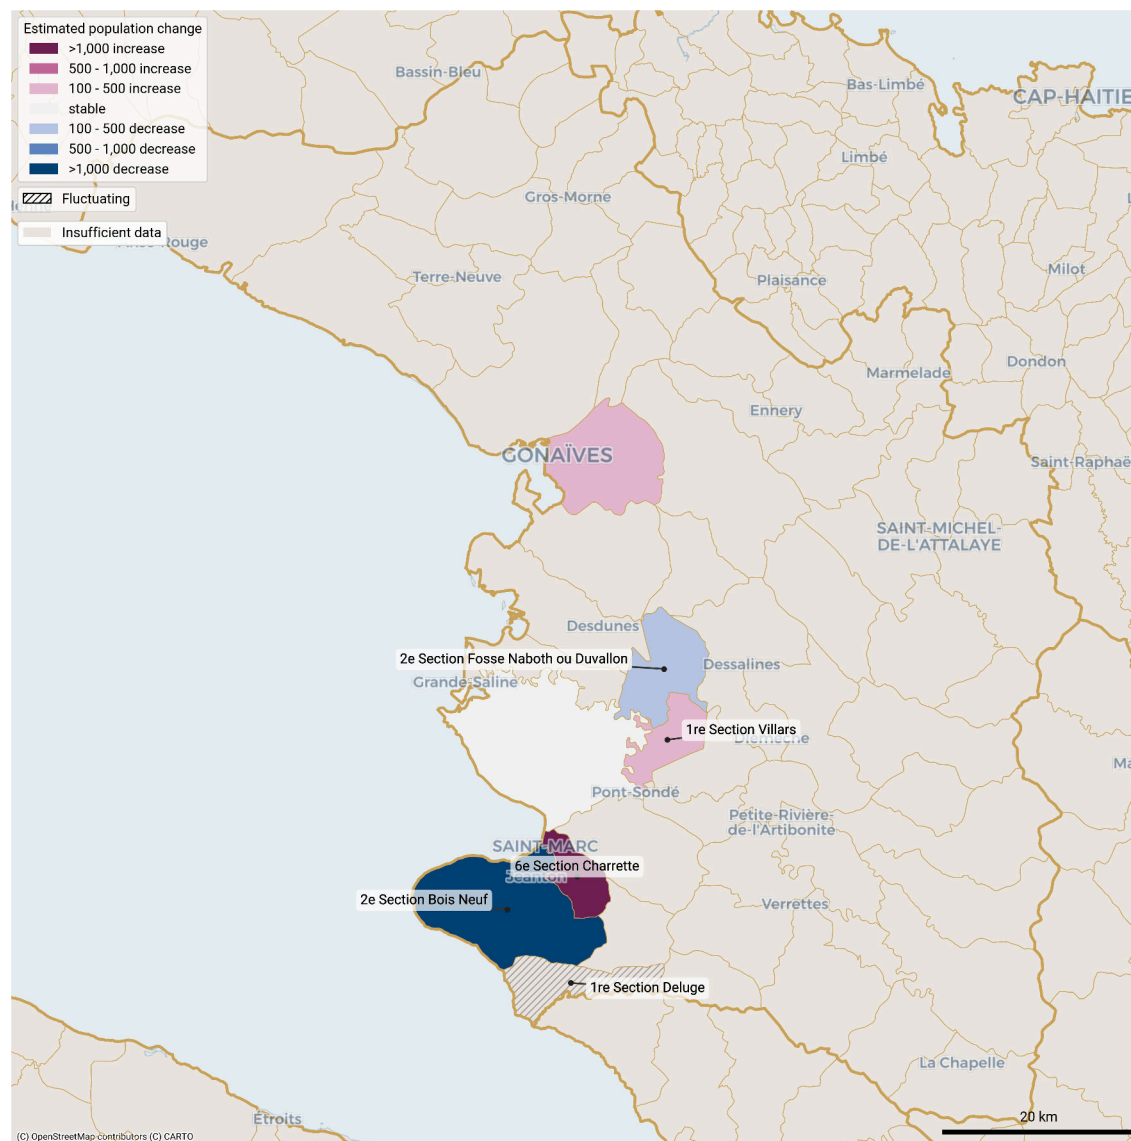 Estimated population change
>1,000 increase
500 - 1,000 increase
100 - 500 increase
stable
100 - 500 decrease
500 - 1,000 decrease
>1,000 decrease
Fluctuating
Insufficient data
Bassin-Bleu
Bas-Limbé
CAP-HAITIE
Limbé
Gros-Morne
Rouge
Terre-Neuve
Plaisance
Milot
Marmelade
Dondon
Ennery
GONAÏVES
Saint-Raphaë
SAINT-MICHEL-
DE-L'ATTALAYE
Desdunes
2e Section Fosse Naboth ou Duvallon
Dessalines
Grande-Saline
1re Section Villars
Ma
Pont-Sondé
Petite-Rivière-
de-l'Artibonite
SAINT-MARC
6e Section Charrette
Jeanton
2e Section Bois Neuf
Verrettes
1re Section Deluge
La Chapelle
Étroits
20 km
(C) OpenStreetMap contributors (C) CARTO